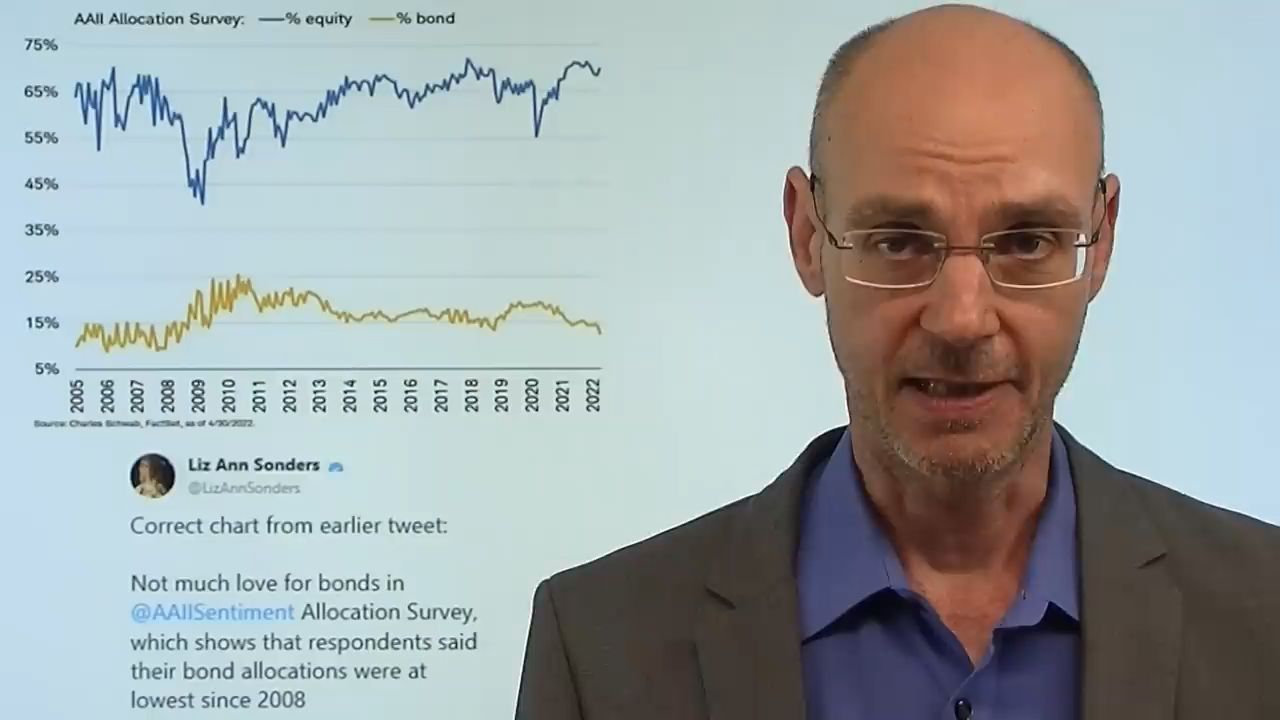 AAII Allocation Survey: % equity % bond
75%
65%
55%
45%
35%
25%
15%
5%
2005 2006 2007 2008 2009 2010 2011 2012 2013 2014 2015 2016 2017 2018 2019 2020 2021 2022
Source: Charles Schwab, FactSet, as of 4/30/2022.
Liz Ann Sonders
@LizAnnSonders
Correct chart from earlier tweet:
Not much love for bonds in
@AAIISentiment Allocation Survey,
which shows that respondents said
their bond allocations were at
lowest since 2008